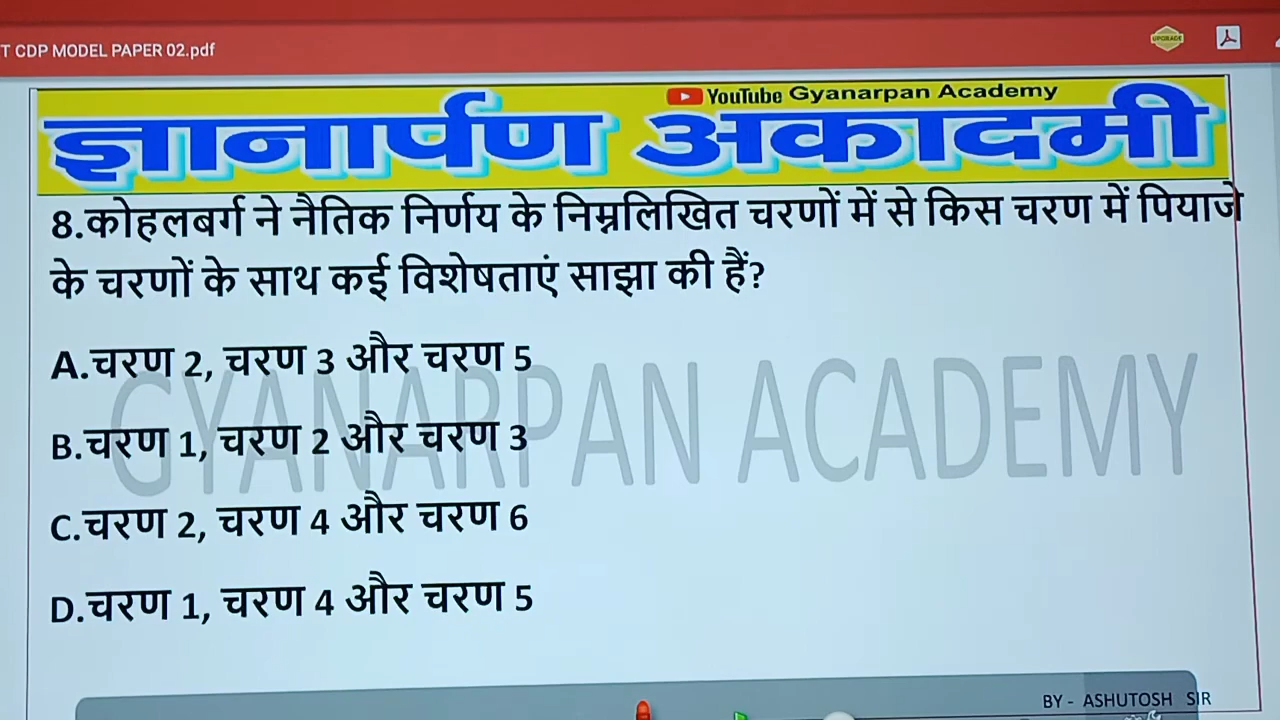 T CDP MODEL PAPER 02.pdf
UPGRADE
YouTube Gyanarpan Academy
ज्ञानार्पण अकादमी
8.कोहलबर्ग ने नैतिक निर्णय के निम्नलिखित चरणों में से किस चरण में पियाजे
के चरणों के साथ कई विशेषताएं साझा की हैं?
A.चरण 2, चरण 3 और चरण 5
B.चरण 1, चरण 2 और चरण 3
C.चरण 2, चरण 4 और चरण 6
D.चरण 1, चरण 4 और चरण 5
GYANARPAN ACADEMY
BY - ASHUTOSH SIR